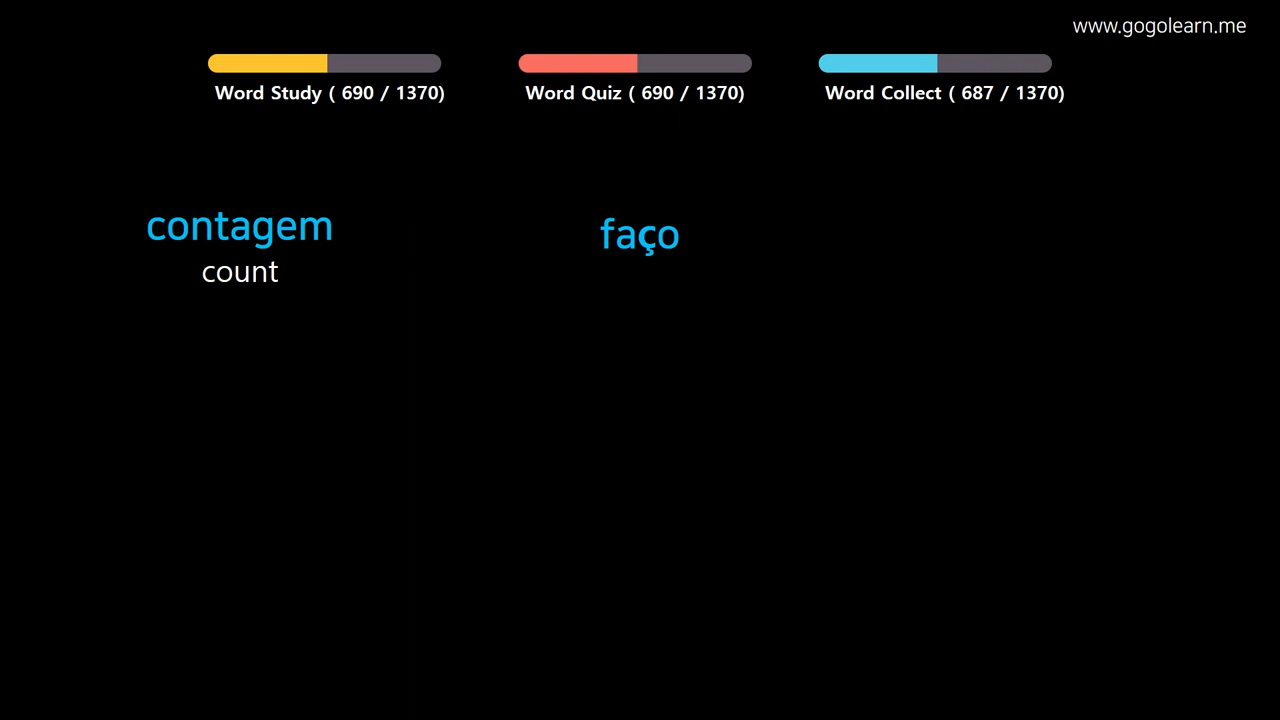 www.gogolearn.me
Word Study ( 690 / 1370)
Word Quiz ( 690 / 1370)
Word Collect ( 687 / 1370)
contagem
count
faço